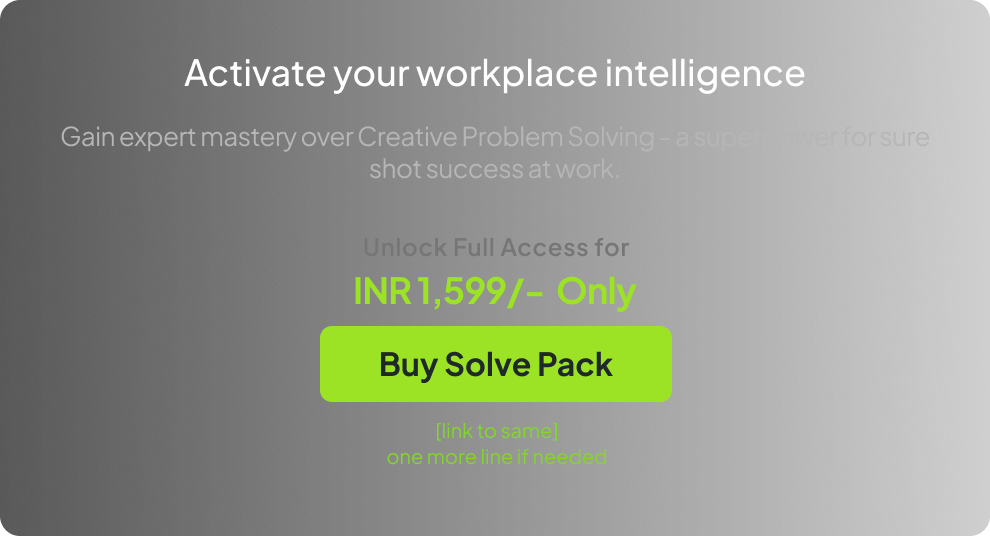 Activate your workplace intelligence
Gain expert mastery over Creative Problem Solving - a superpower for sure
shot success at work.
Unlock Full Access for
INR 1,599/- Only
Buy Solve Pack
[link to same]
one more line if needed